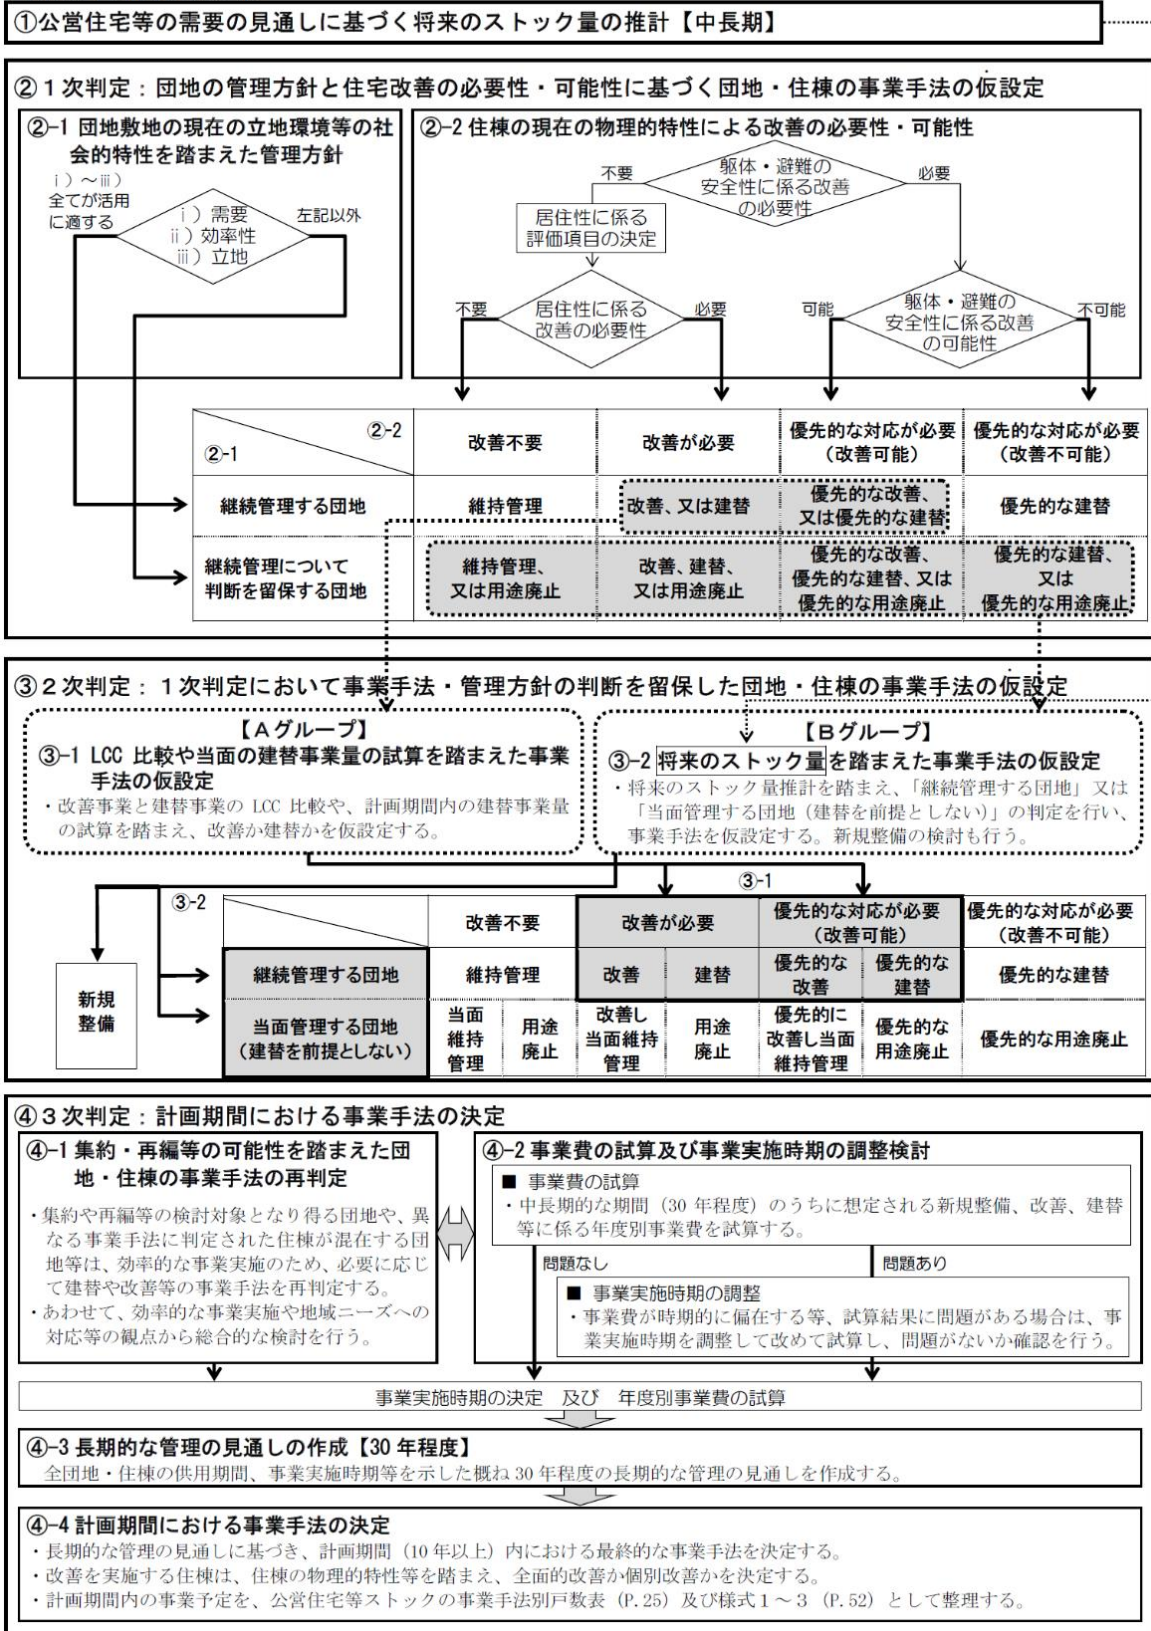 ①公営住宅等の需要の見通しに基づく将来のストック量の推計【中長期】
②１次判定：団地の管理方針と住宅改善の必要性・可能性に基づく団地・住棟の事業手法の仮設定
②-1 団地敷地の現在の立地環境等の社
会的特性を踏まえた管理方針
ⅰ）～ⅲ）
全てが活用
に適する
ⅰ）需要
ⅱ）効率性
ⅲ）立地
左記以外
②-2 住棟の現在の物理的特性による改善の必要性・可能性
不要
躯体・避難の
安全性に係る改善
の必要性
必要
居住性に係る
評価項目の決定
不要
居住性に係る
改善の必要性
必要
可能
躯体・避難の
安全性に係る改善
の可能性
不可能
②-2
②-1
改善不要
改善が必要
優先的な対応が必要
（改善可能）
優先的な対応が必要
（改善不可能）
継続管理する団地
維持管理
改善、又は建替
優先的な改善、
又は優先的な建替
優先的な建替
継続管理について
判断を留保する団地
維持管理、
又は用途廃止
改善、建替、
又は用途廃止
優先的な改善、
優先的な建替、又は
優先的な用途廃止
優先的な建替、
又は
優先的な用途廃止
③２次判定：１次判定において事業手法・管理方針の判断を留保した団地・住棟の事業手法の仮設定
【Ａグループ】
③-1 LCC 比較や当面の建替事業量の試算を踏まえた事業
手法の仮設定
・改善事業と建替事業の LCC 比較や、計画期間内の建替事業量
の試算を踏まえ、改善か建替かを仮設定する。
【Ｂグループ】
③-2 将来のストック量を踏まえた事業手法の仮設定
・将来のストック量推計を踏まえ、「継続管理する団地」又は
「当面管理する団地（建替を前提としない）」の判定を行い、
事業手法を仮設定する。新規整備の検討も行う。
③-1
③-2
新規
整備
改善不要
改善が必要
優先的な対応が必要
（改善可能）
優先的な対応が必要
（改善不可能）
継続管理する団地
維持管理
改善
建替
優先的な
改善
優先的な
建替
優先的な建替
当面管理する団地
（建替を前提としない）
当面
維持
管理
用途
廃止
改善し
当面維持
管理
用途
廃止
優先的に
改善し当面
維持管理
優先的な
用途廃止
優先的な用途廃止
④３次判定：計画期間における事業手法の決定
④-1 集約・再編等の可能性を踏まえた団
地・住棟の事業手法の再判定
・集約や再編等の検討対象となり得る団地や、異
なる事業手法に判定された住棟が混在する団
地等は、効率的な事業実施のため、必要に応じ
て建替や改善等の事業手法を再判定する。
・あわせて、効率的な事業実施や地域ニーズへの
対応等の観点から総合的な検討を行う。
④-2 事業費の試算及び事業実施時期の調整検討
■ 事業費の試算
・中長期的な期間（30 年程度）のうちに想定される新規整備、改善、建替
等に係る年度別事業費を試算する。
問題なし
問題あり
■ 事業実施時期の調整
・事業費が時期的に偏在する等、試算結果に問題がある場合は、事
業実施時期を調整して改めて試算し、問題がないか確認を行う。
事業実施時期の決定　及び　年度別事業費の試算
④-3 長期的な管理の見通しの作成【30 年程度】
全団地・住棟の供用期間、事業実施時期等を示した概ね 30 年程度の長期的な管理の見通しを作成する。
④-4 計画期間における事業手法の決定
・長期的な管理の見通しに基づき、計画期間（10 年以上）内における最終的な事業手法を決定する。
・改善を実施する住棟は、住棟の物理的特性等を踏まえ、全面的改善か個別改善かを決定する。
・計画期間内の事業予定を、公営住宅等ストックの事業手法別戸数表（P.25）及び様式１～３（P.52）として整理する。